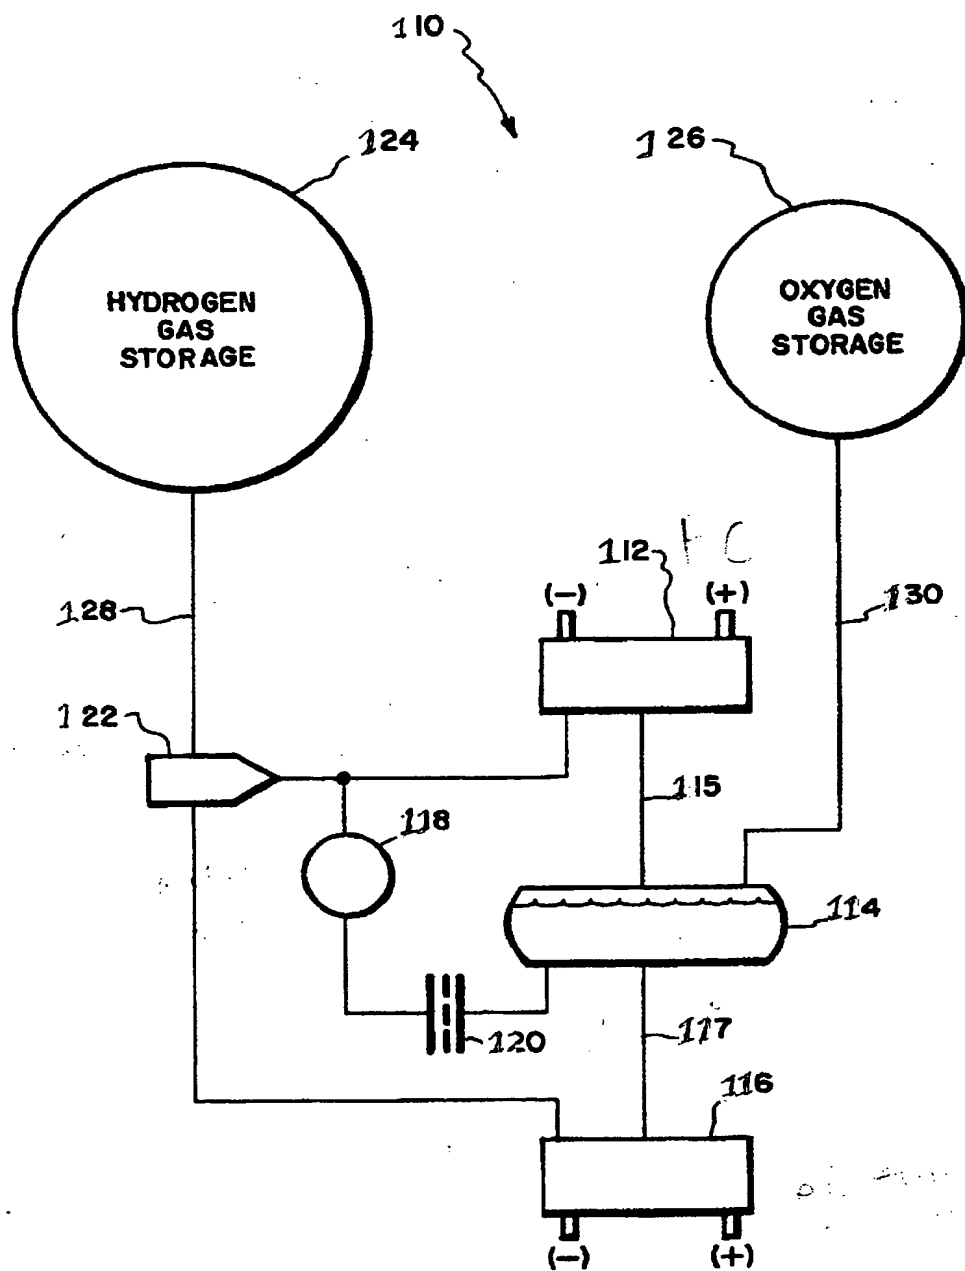 110
124
126
HYDROGEN
GAS
STORAGE
OXYGEN
GAS
STORAGE
112
(-) (+)
128
130
122
115
118
114
120
117
116
(-) (+)